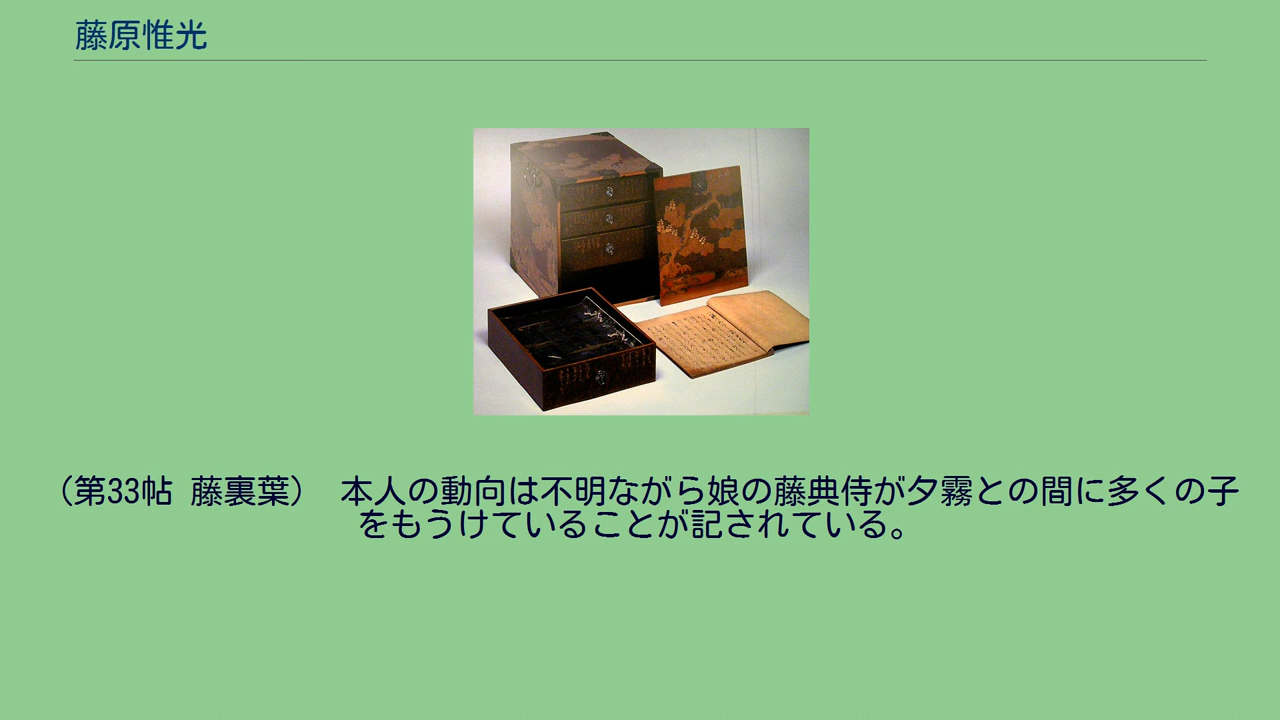 藤原惟光
（第33帖 藤裏葉） 本人の動向は不明ながら娘の藤典侍が夕霧との間に多くの子
をもうけていることが記されている。